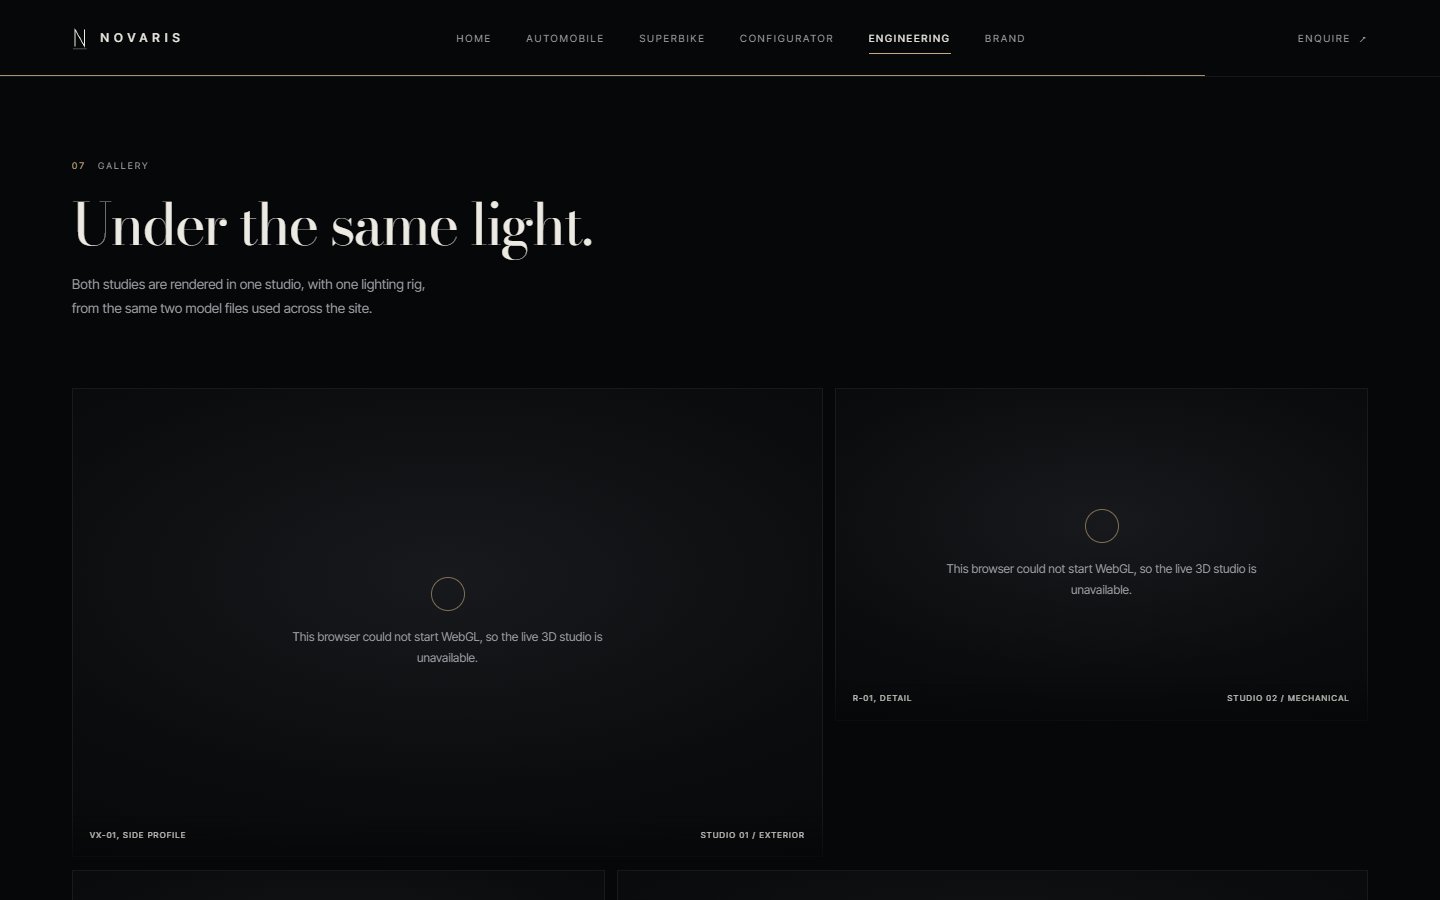 NOVARIS
HOME
AUTOMOBILE
SUPERBIKE
CONFIGURATOR
ENGINEERING
BRAND
ENQUIRE ↗
07 GALLERY
Under the same light.
Both studies are rendered in one studio, with one lighting rig,
from the same two model files used across the site.
This browser could not start WebGL, so the live 3D studio is
unavailable.
VX-01, SIDE PROFILE
STUDIO 01 / EXTERIOR
This browser could not start WebGL, so the live 3D studio is
unavailable.
R-01, DETAIL
STUDIO 02 / MECHANICAL